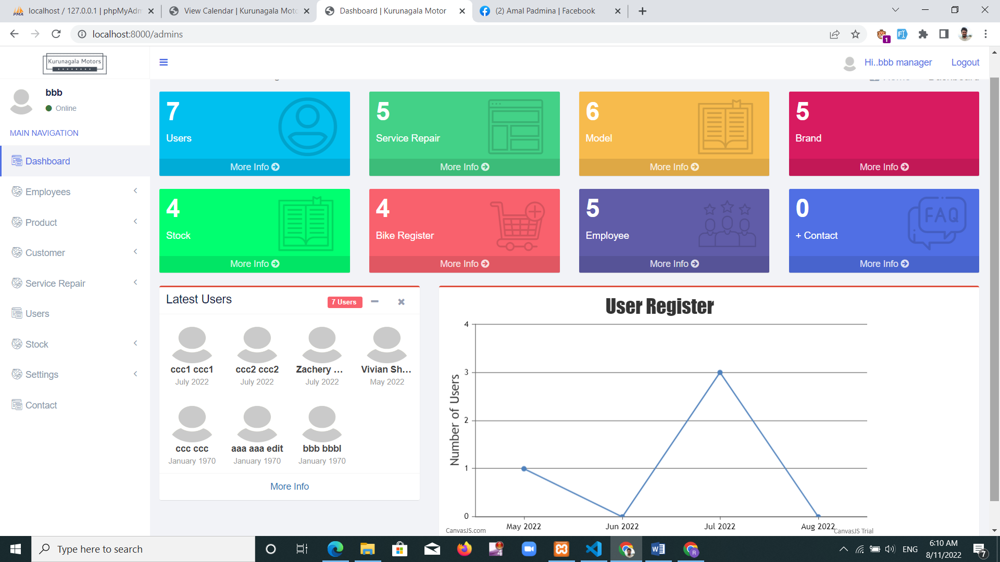 localhost / 127.0.0.1 | phpMyAdm
View Calendar | Kurunagala Moto
Dashboard | Kurunagala Motor
(2) Amal Padmina | Facebook
localhost:8000/admins
1
Kurunagala Motors
Hi..bbb manager
Logout
Home
Dashboard
bbb
Online
MAIN NAVIGATION
Dashboard
Employees
Product
Customer
Service Repair
Users
Stock
Settings
Contact
7
Users
More Info
5
Service Repair
More Info
6
Model
More Info
5
Brand
More Info
4
Stock
More Info
4
Bike Register
More Info
5
Employee
More Info
0
+ Contact
FAQ
More Info
Latest Users
7 Users
ccc1 ccc1
July 2022
ccc2 ccc2
July 2022
Zachery ...
July 2022
Vivian Sh...
May 2022
ccc ccc
January 1970
aaa aaa edit
January 1970
bbb bbbl
January 1970
More Info
User Register
Number of Users
4
3
2
1
0
May 2022
Jun 2022
Jul 2022
Aug 2022
CanvasJS.com
CanvasJS Trial
Type here to search
ENG
6:10 AM
8/11/2022
7